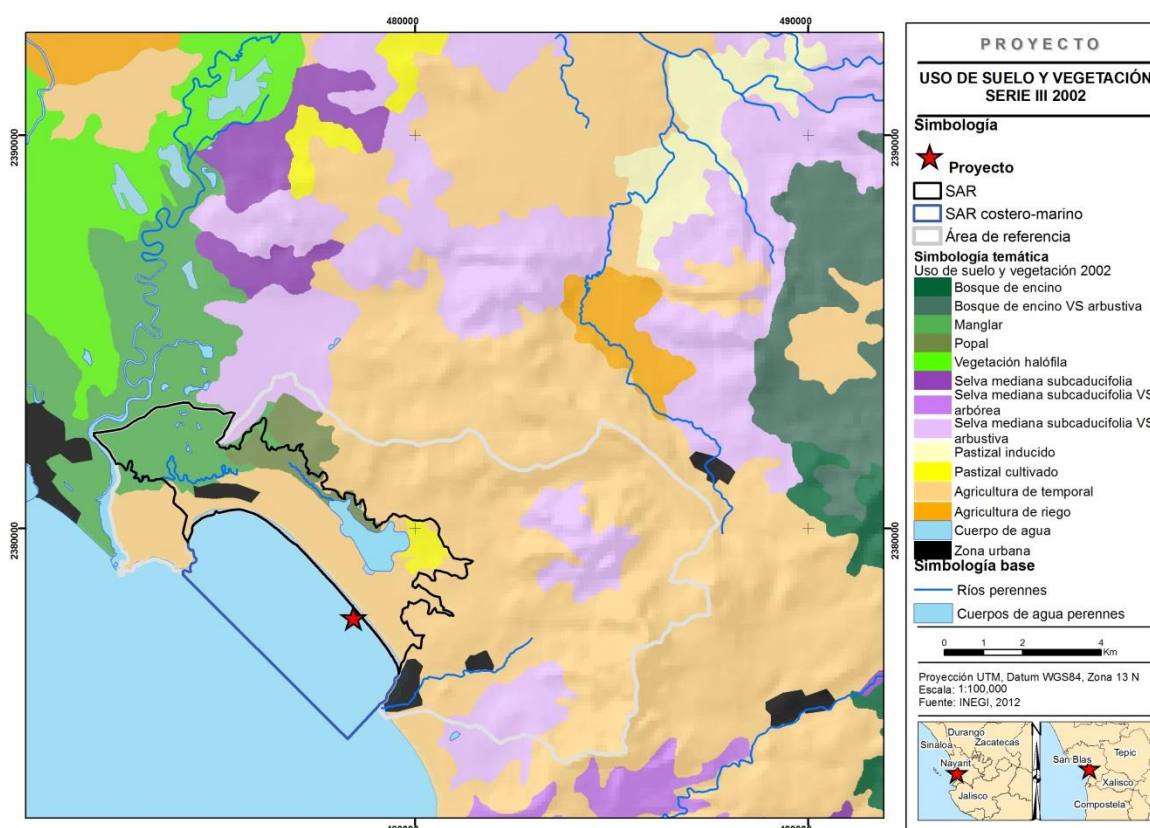 480000
490000
2390000
2390000
2380000
2380000
480000
490000
PROYECTO
USO DE SUELO Y VEGETACIÓN
SERIE III 2002
Simbología
Proyecto
SAR
SAR costero-marino
Área de referencia
Simbología temática
Uso de suelo y vegetación 2002
Bosque de encino
Bosque de encino VS arbustiva
Manglar
Popal
Vegetación halófila
Selva mediana subcaducifolia
Selva mediana subcaducifolia VS
arbórea
Selva mediana subcaducifolia VS
arbustiva
Pastizal inducido
Pastizal cultivado
Agricultura de temporal
Agricultura de riego
Cuerpo de agua
Zona urbana
Simbología base
Ríos perennes
Cuerpos de agua perennes
0 1 2 4
Km
Proyección UTM, Datum WGS84, Zona 13 N
Escala: 1:100,000
Fuente: INEGI, 2012
Durango
Sinaloa
Zacatecas
Nayarit
Jalisco
N
San Blas
Tepic
Xalisco
Compostela